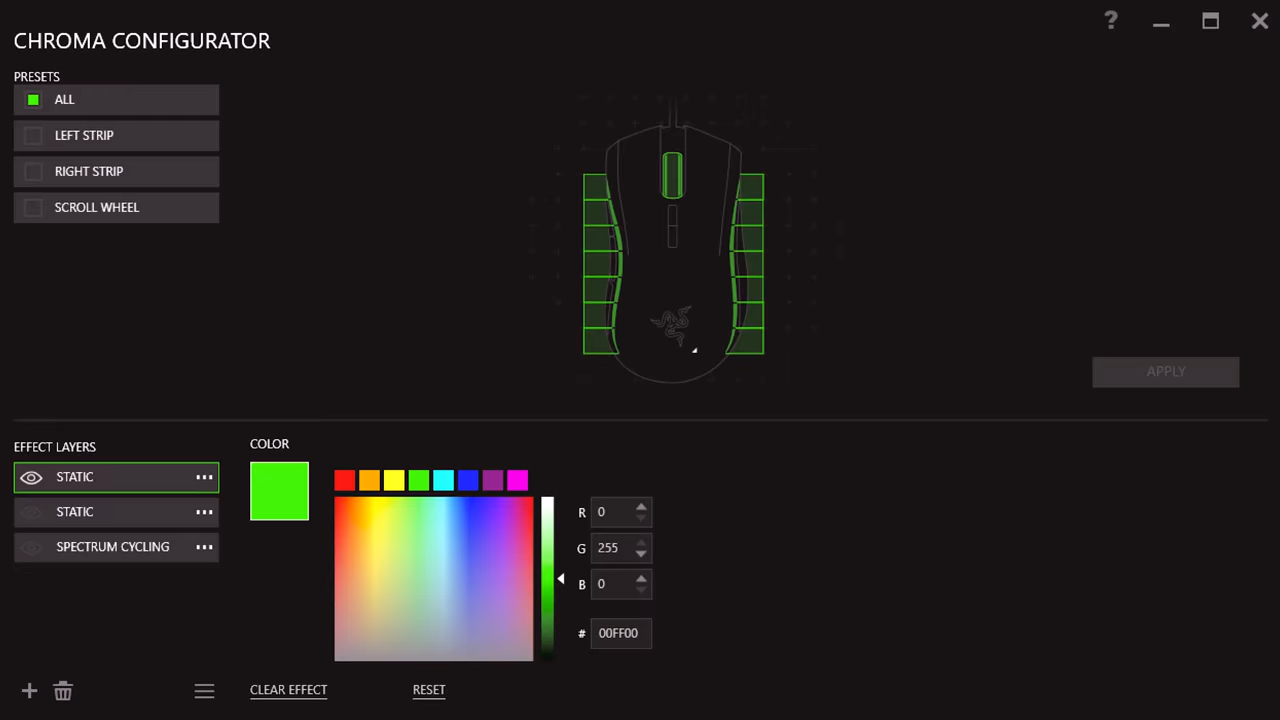 ?
CHROMA CONFIGURATOR
PRESETS
ALL
LEFT STRIP
RIGHT STRIP
SCROLL WHEEL
APPLY
EFFECT LAYERS
COLOR
STATIC
STATIC
SPECTRUM CYCLING
R 0
G 255
B 0
# 00FF00
CLEAR EFFECT
RESET